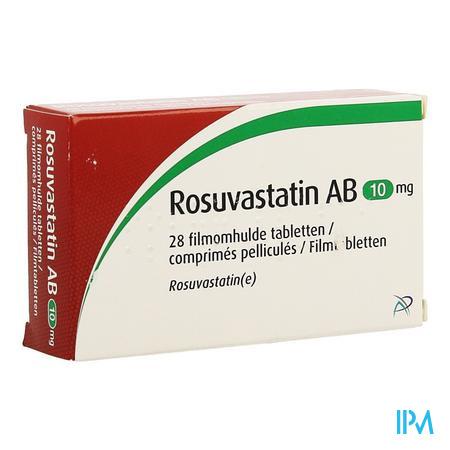 Rosuvastatin AB 10 mg
28 filmomhulde tabletten /
comprimés pelliculés / Filmtabletten
Rosuvastatin AB 10 mg
28 filmomhulde tabletten /
comprimés pelliculés / Filmtabletten
Rosuvastatin(e)
IPM